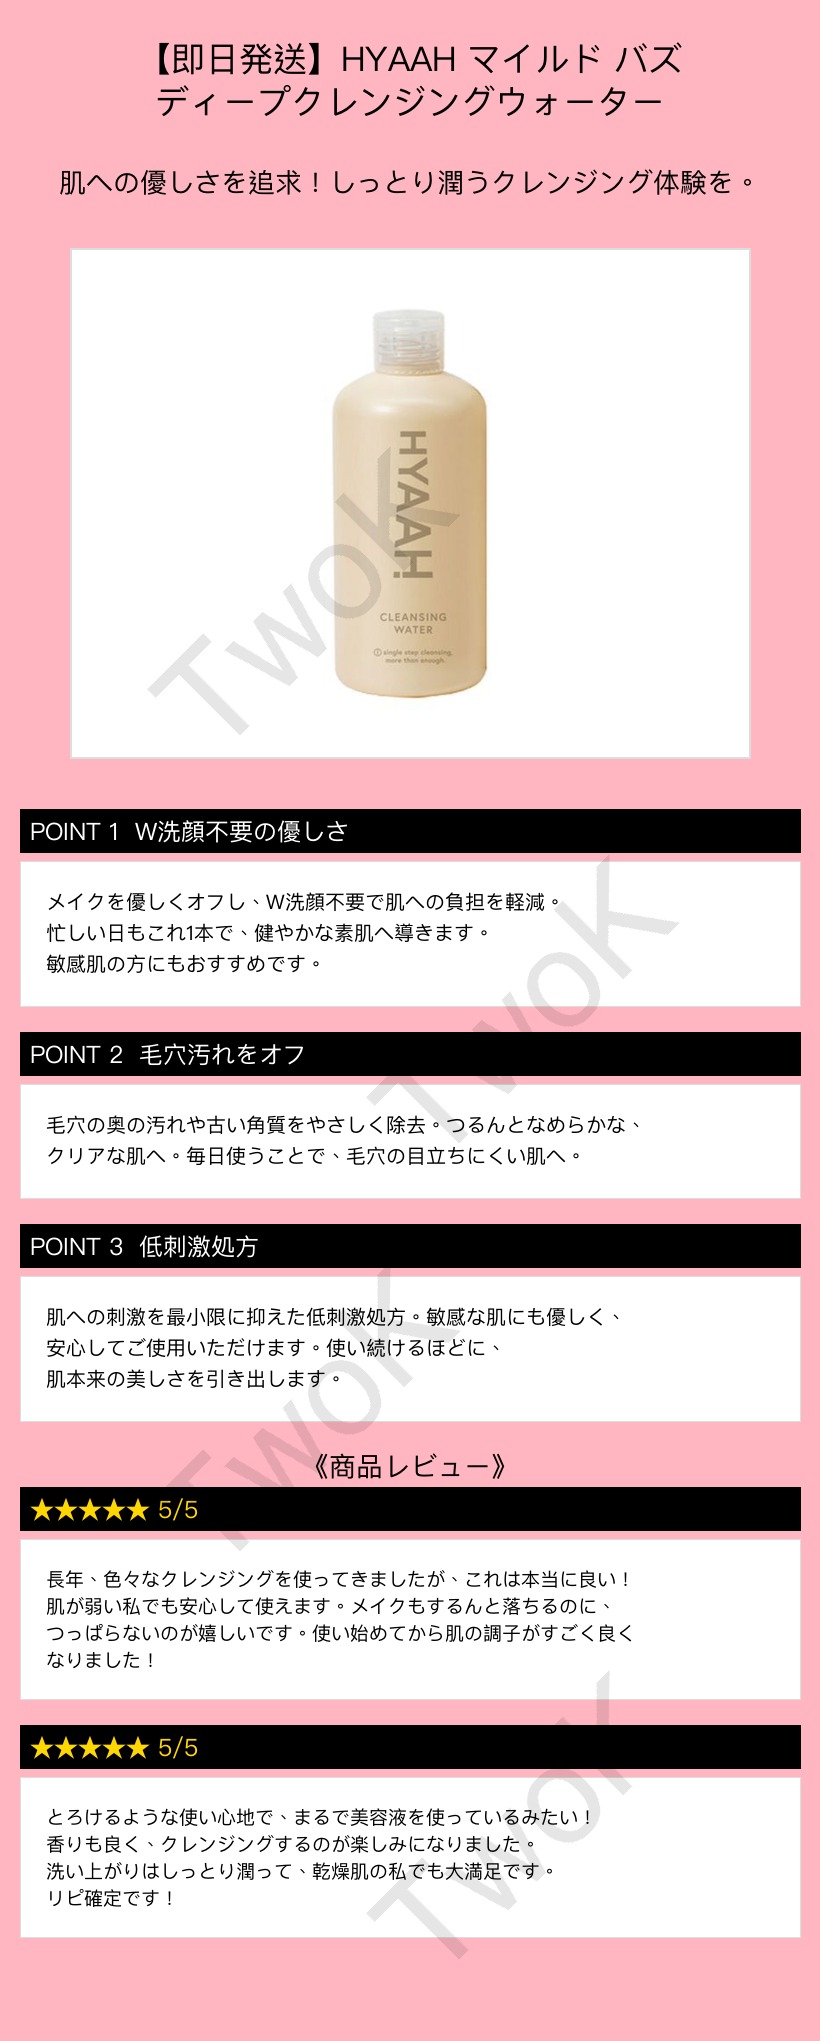 【即日発送】HYAAH マイルド バズ
ディープクレンジングウォーター
肌への優しさを追求！しっとり潤うクレンジング体験を。
HYAAH!
CLEANSING
WATER
① single step cleansing,
more than enough.
TwoK
POINT 1 W洗顔不要の優しさ
メイクを優しくオフし、W洗顔不要で肌への負担を軽減。
忙しい日もこれ1本で、健やかな素肌へ導きます。
敏感肌の方にもおすすめです。
TwoK
POINT 2 毛穴汚れをオフ
毛穴の奥の汚れや古い角質をやさしく除去。つるんとなめらかな、
クリアな肌へ。毎日使うことで、毛穴の目立ちにくい肌へ。
POINT 3 低刺激処方
肌への刺激を最小限に抑えた低刺激処方。敏感な肌にも優しく、
安心してご使用いただけます。使い続けるほどに、
肌本来の美しさを引き出します。
TwoK
《商品レビュー》
★★★★★ 5/5
長年、色々なクレンジングを使ってきましたが、これは本当に良い！
肌が弱い私でも安心して使えます。メイクもするんと落ちるのに、
つっぱらないのが嬉しいです。使い始めてから肌の調子がすごく良く
なりました！
★★★★★ 5/5
とろけるような使い心地で、まるで美容液を使っているみたい！
香りも良く、クレンジングするのが楽しみになりました。
洗い上がりはしっとり潤って、乾燥肌の私でも大満足です。
リピ確定です！
TwoK